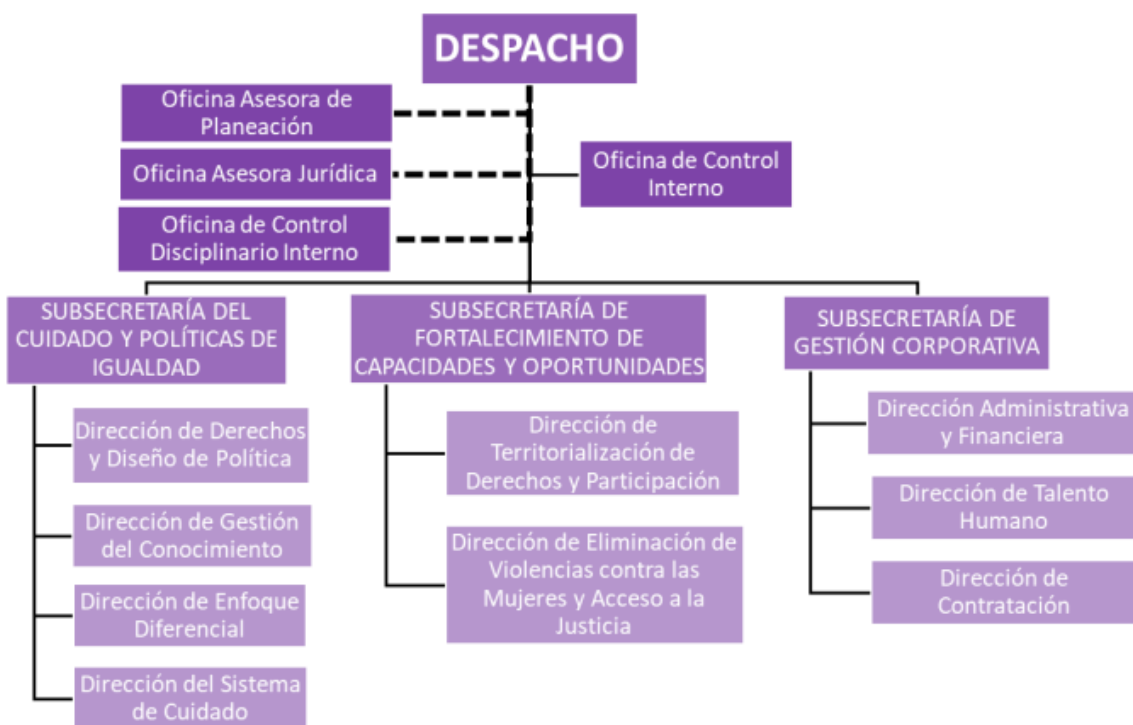 DESPACHO
Oficina Asesora de
Planeación
Oficina Asesora Jurídica
Oficina de Control
Interno
Oficina de Control
Disciplinario Interno
SUBSECRETARÍA DEL
CUIDADO Y POLÍTICAS DE
IGUALDAD
Dirección de Derechos
y Diseño de Política
Dirección de Gestión
del Conocimiento
Dirección de Enfoque
Diferencial
Dirección del Sistema
de Cuidado
SUBSECRETARÍA DE
FORTALECIMIENTO DE
CAPACIDADES Y OPORTUNIDADES
Dirección de
Territorialización de
Derechos y Participación
Dirección de Eliminación de
Violencias contra las
Mujeres y Acceso a la
Justicia
SUBSECRETARÍA DE
GESTIÓN CORPORATIVA
Dirección Administrativa
y Financiera
Dirección de Talento
Humano
Dirección de
Contratación